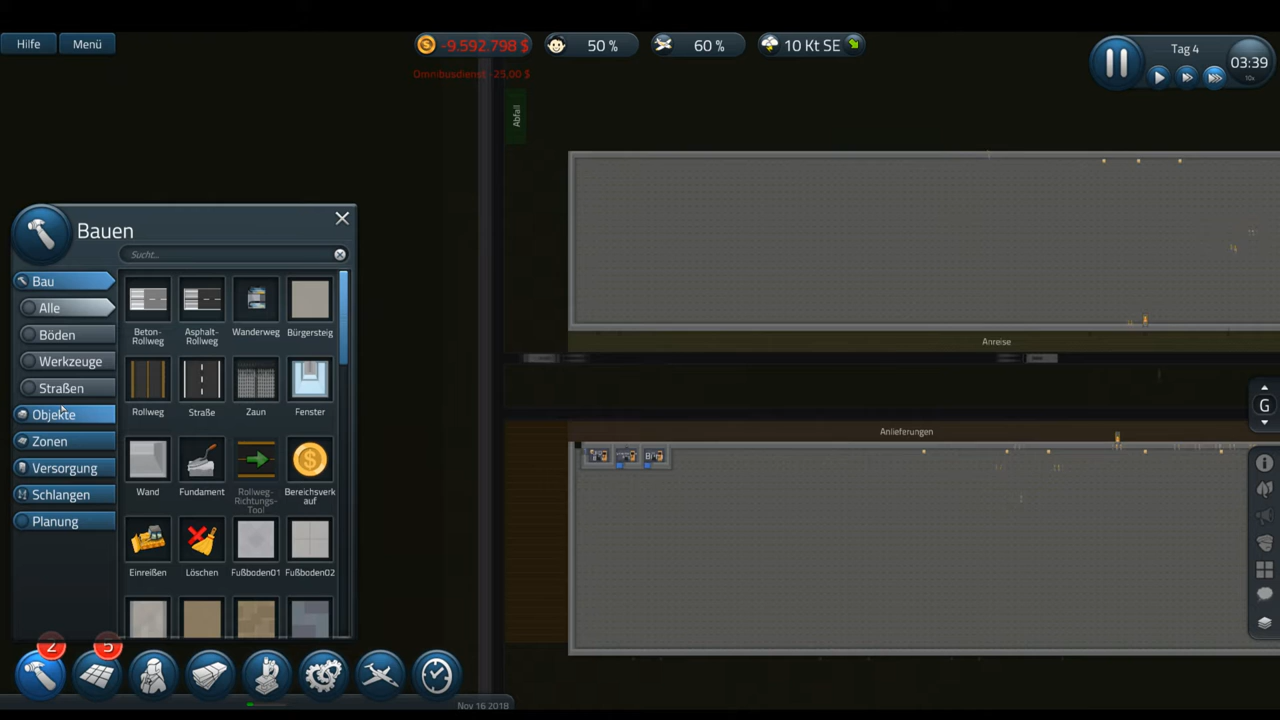 Hilfe
Menü
-9.592.798 $
50 %
60 %
10 Kt SE
Tag 4
03:39
10x
Omnibusdienst -25.00 $
Abfall
Bauen
Sucht...
Bau
Alle
Böden
Werkzeuge
Straßen
Objekte
Zonen
Versorgung
Schlangen
Planung
Beton-
Rollweg
Asphalt-
Rollweg
Wanderweg
Bürgersteig
Rollweg
Straße
Zaun
Fenster
Wand
Fundament
Rollweg-
Richtungs-
Tool
Bereichsverk
auf
Einreißen
Löschen
Fußboden01
Fußboden02
Anreise
Anlieferungen
G
2
5
Nov 16 2018